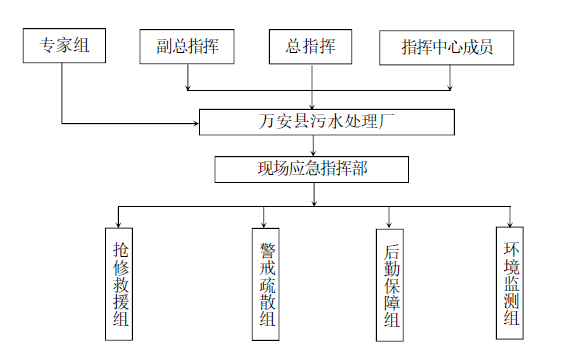 专家组
副总指挥
总指挥
指挥中心成员
万安县污水处理厂
现场应急指挥部
抢修救援组
警戒疏散组
后勤保障组
环境监测组